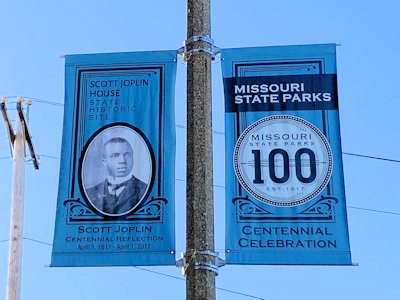 SCOTT JOPLIN
HOUSE
STATE
HISTORIC
SITE
SCOTT JOPLIN
CENTENNIAL REFLECTION
April 1, 1917 - April 1, 2017
MISSOURI
STATE PARKS
MISSOURI
STATE PARKS
100
EST. 1917
CENTENNIAL
CELEBRATION